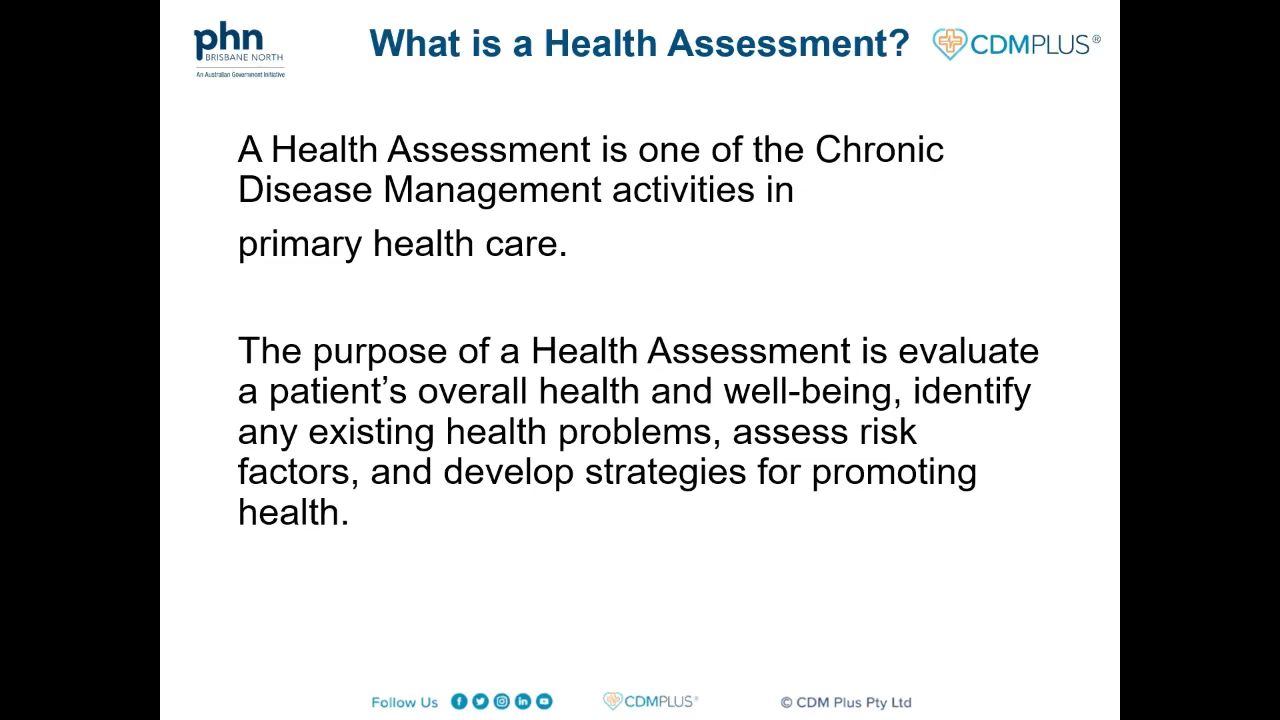 phn
BRISBANE NORTH
An Australian Government Initiative
What is a Health Assessment?
CDMPLUS®
A Health Assessment is one of the Chronic
Disease Management activities in
primary health care.
The purpose of a Health Assessment is evaluate
a patient’s overall health and well-being, identify
any existing health problems, assess risk
factors, and develop strategies for promoting
health.
Follow Us
CDMPLUS®
© CDM Plus Pty Ltd